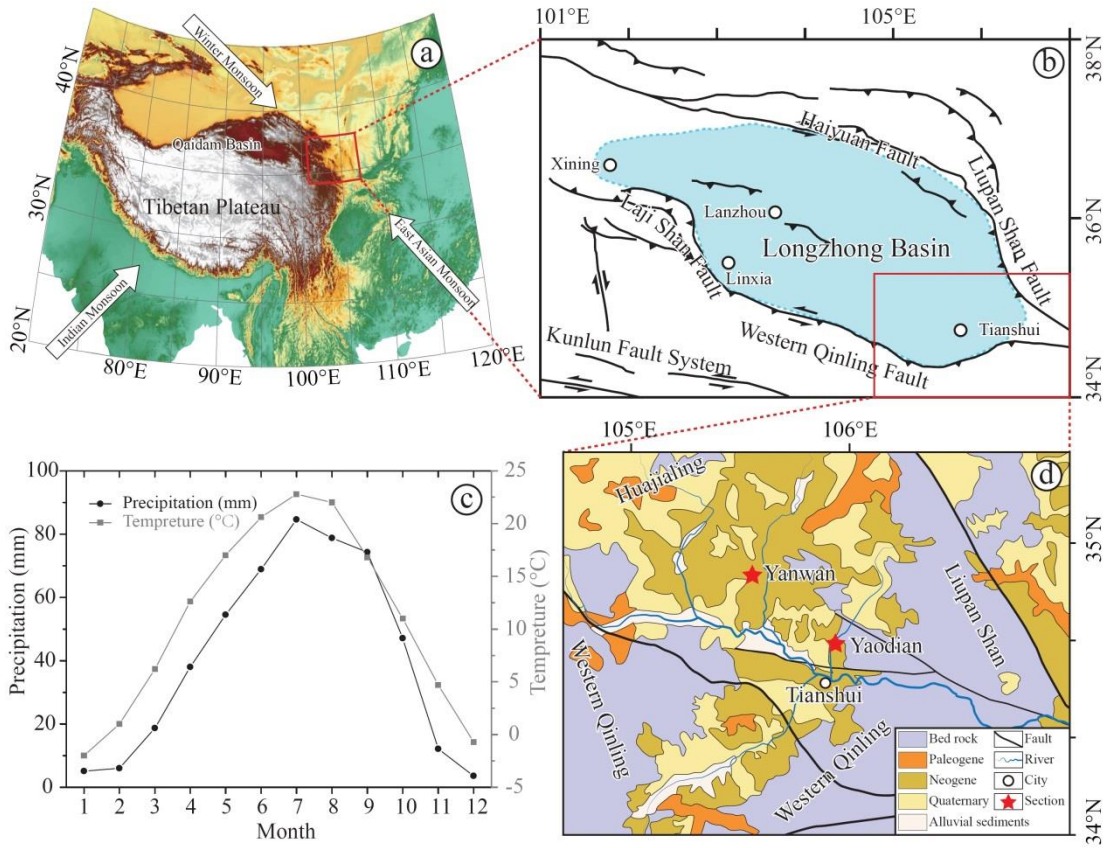 a
Winter Monsoon
Qaidam Basin
Tibetan Plateau
East Asian Monsoon
Indian Monsoon
40°N
30°N
20°N
80°E
90°E
100°E
110°E
120°E
101°E
105°E
b
38°N
36°N
34°N
Haiyuan Fault
Xining
Liupan Shan Fault
Laji Shan Fault
Lanzhou
Longzhong Basin
Linxia
Tianshui
Western Qinling Fault
Kunlun Fault System
c
100
80
60
40
20
0
Precipitation (mm)
Precipitation (mm)
Tempreture (°C)
25
20
15
10
5
0
-5
Tempreture (°C)
1 2 3 4 5 6 7 8 9 10 11 12
Month
105°E
106°E
d
Huajialing
35°N
Yanwan
Liupan Shan
Yaodian
Western Qinling
Tianshui
Western Qinling
34°N
Bed rock
Fault
Paleogene
River
Neogene
City
Quaternary
Section
Alluvial sediments